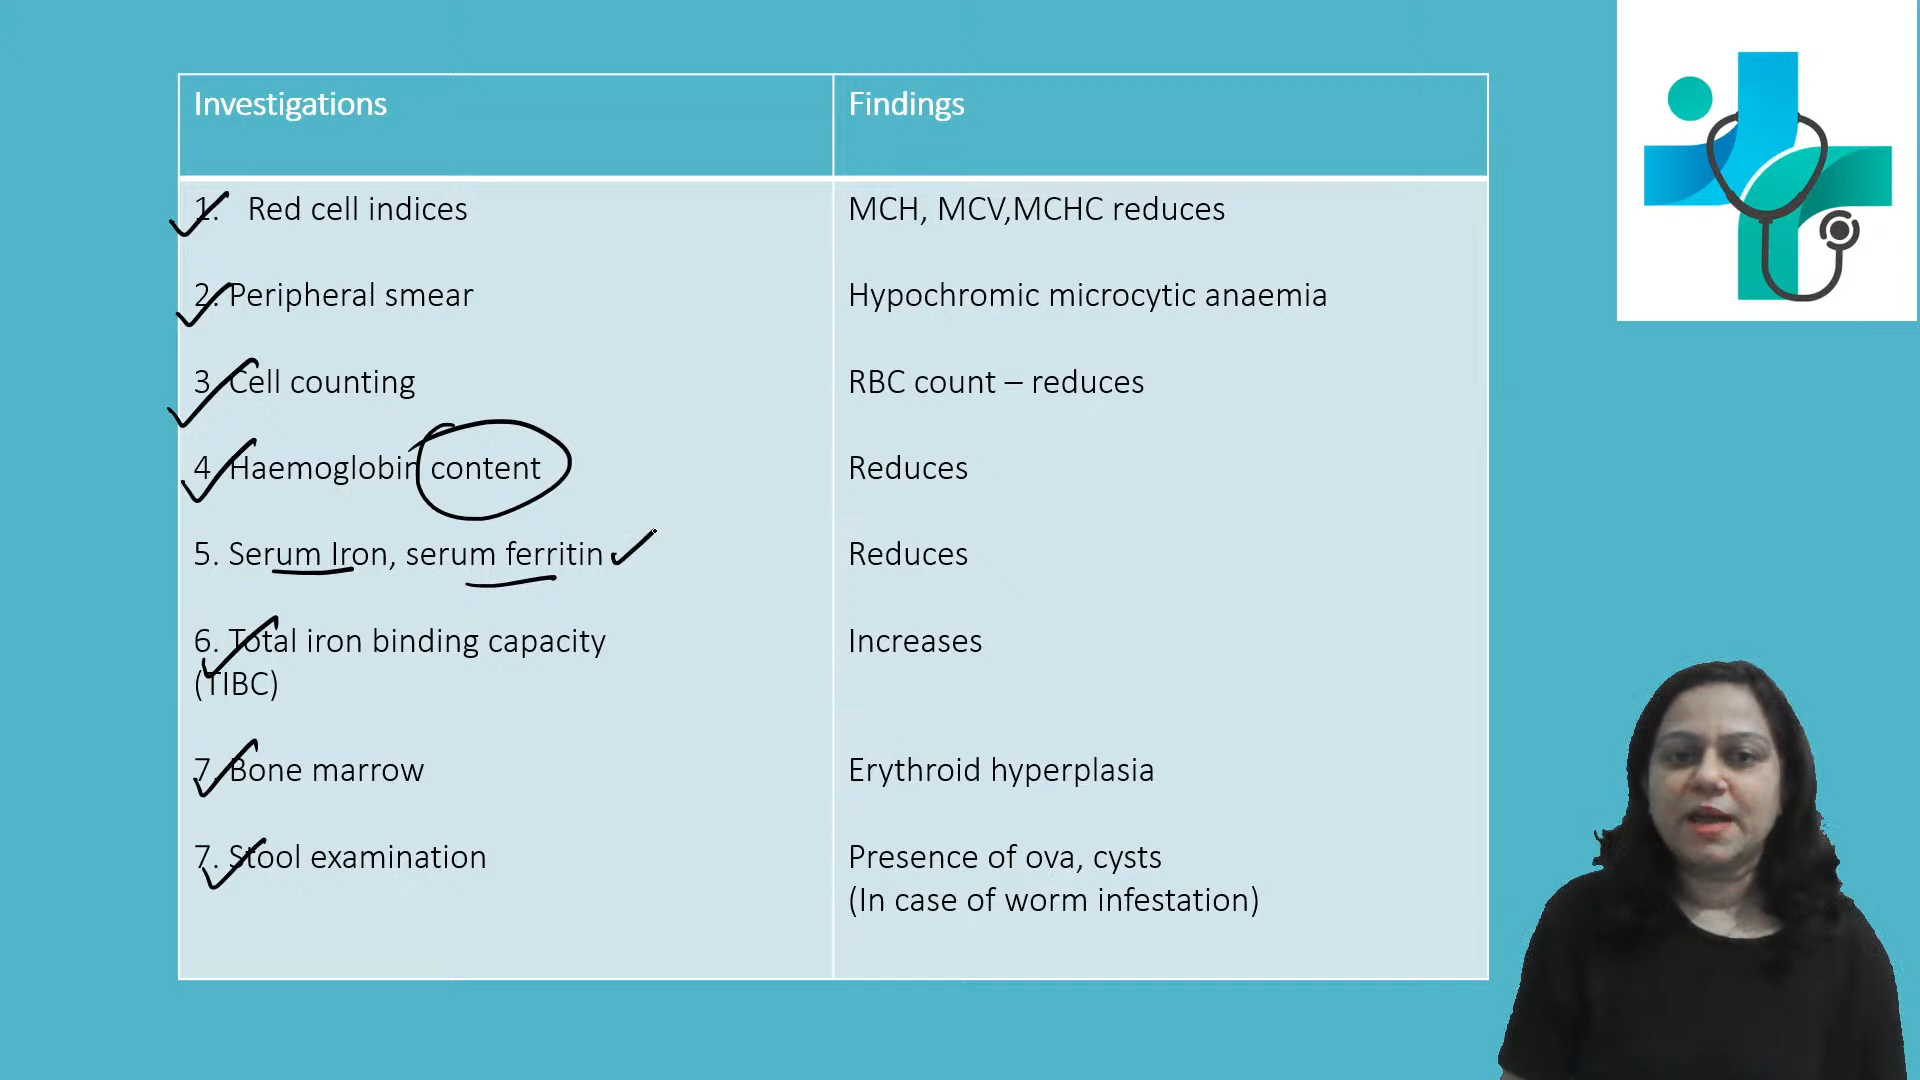 Investigations
Findings
1. Red cell indices
MCH, MCV,MCHC reduces
2. Peripheral smear
Hypochromic microcytic anaemia
3. Cell counting
RBC count – reduces
4. Haemoglobin content
Reduces
5. Serum Iron, serum ferritin
Reduces
6. Total iron binding capacity
(TIBC)
Increases
7. Bone marrow
Erythroid hyperplasia
7. Stool examination
Presence of ova, cysts
(In case of worm infestation)